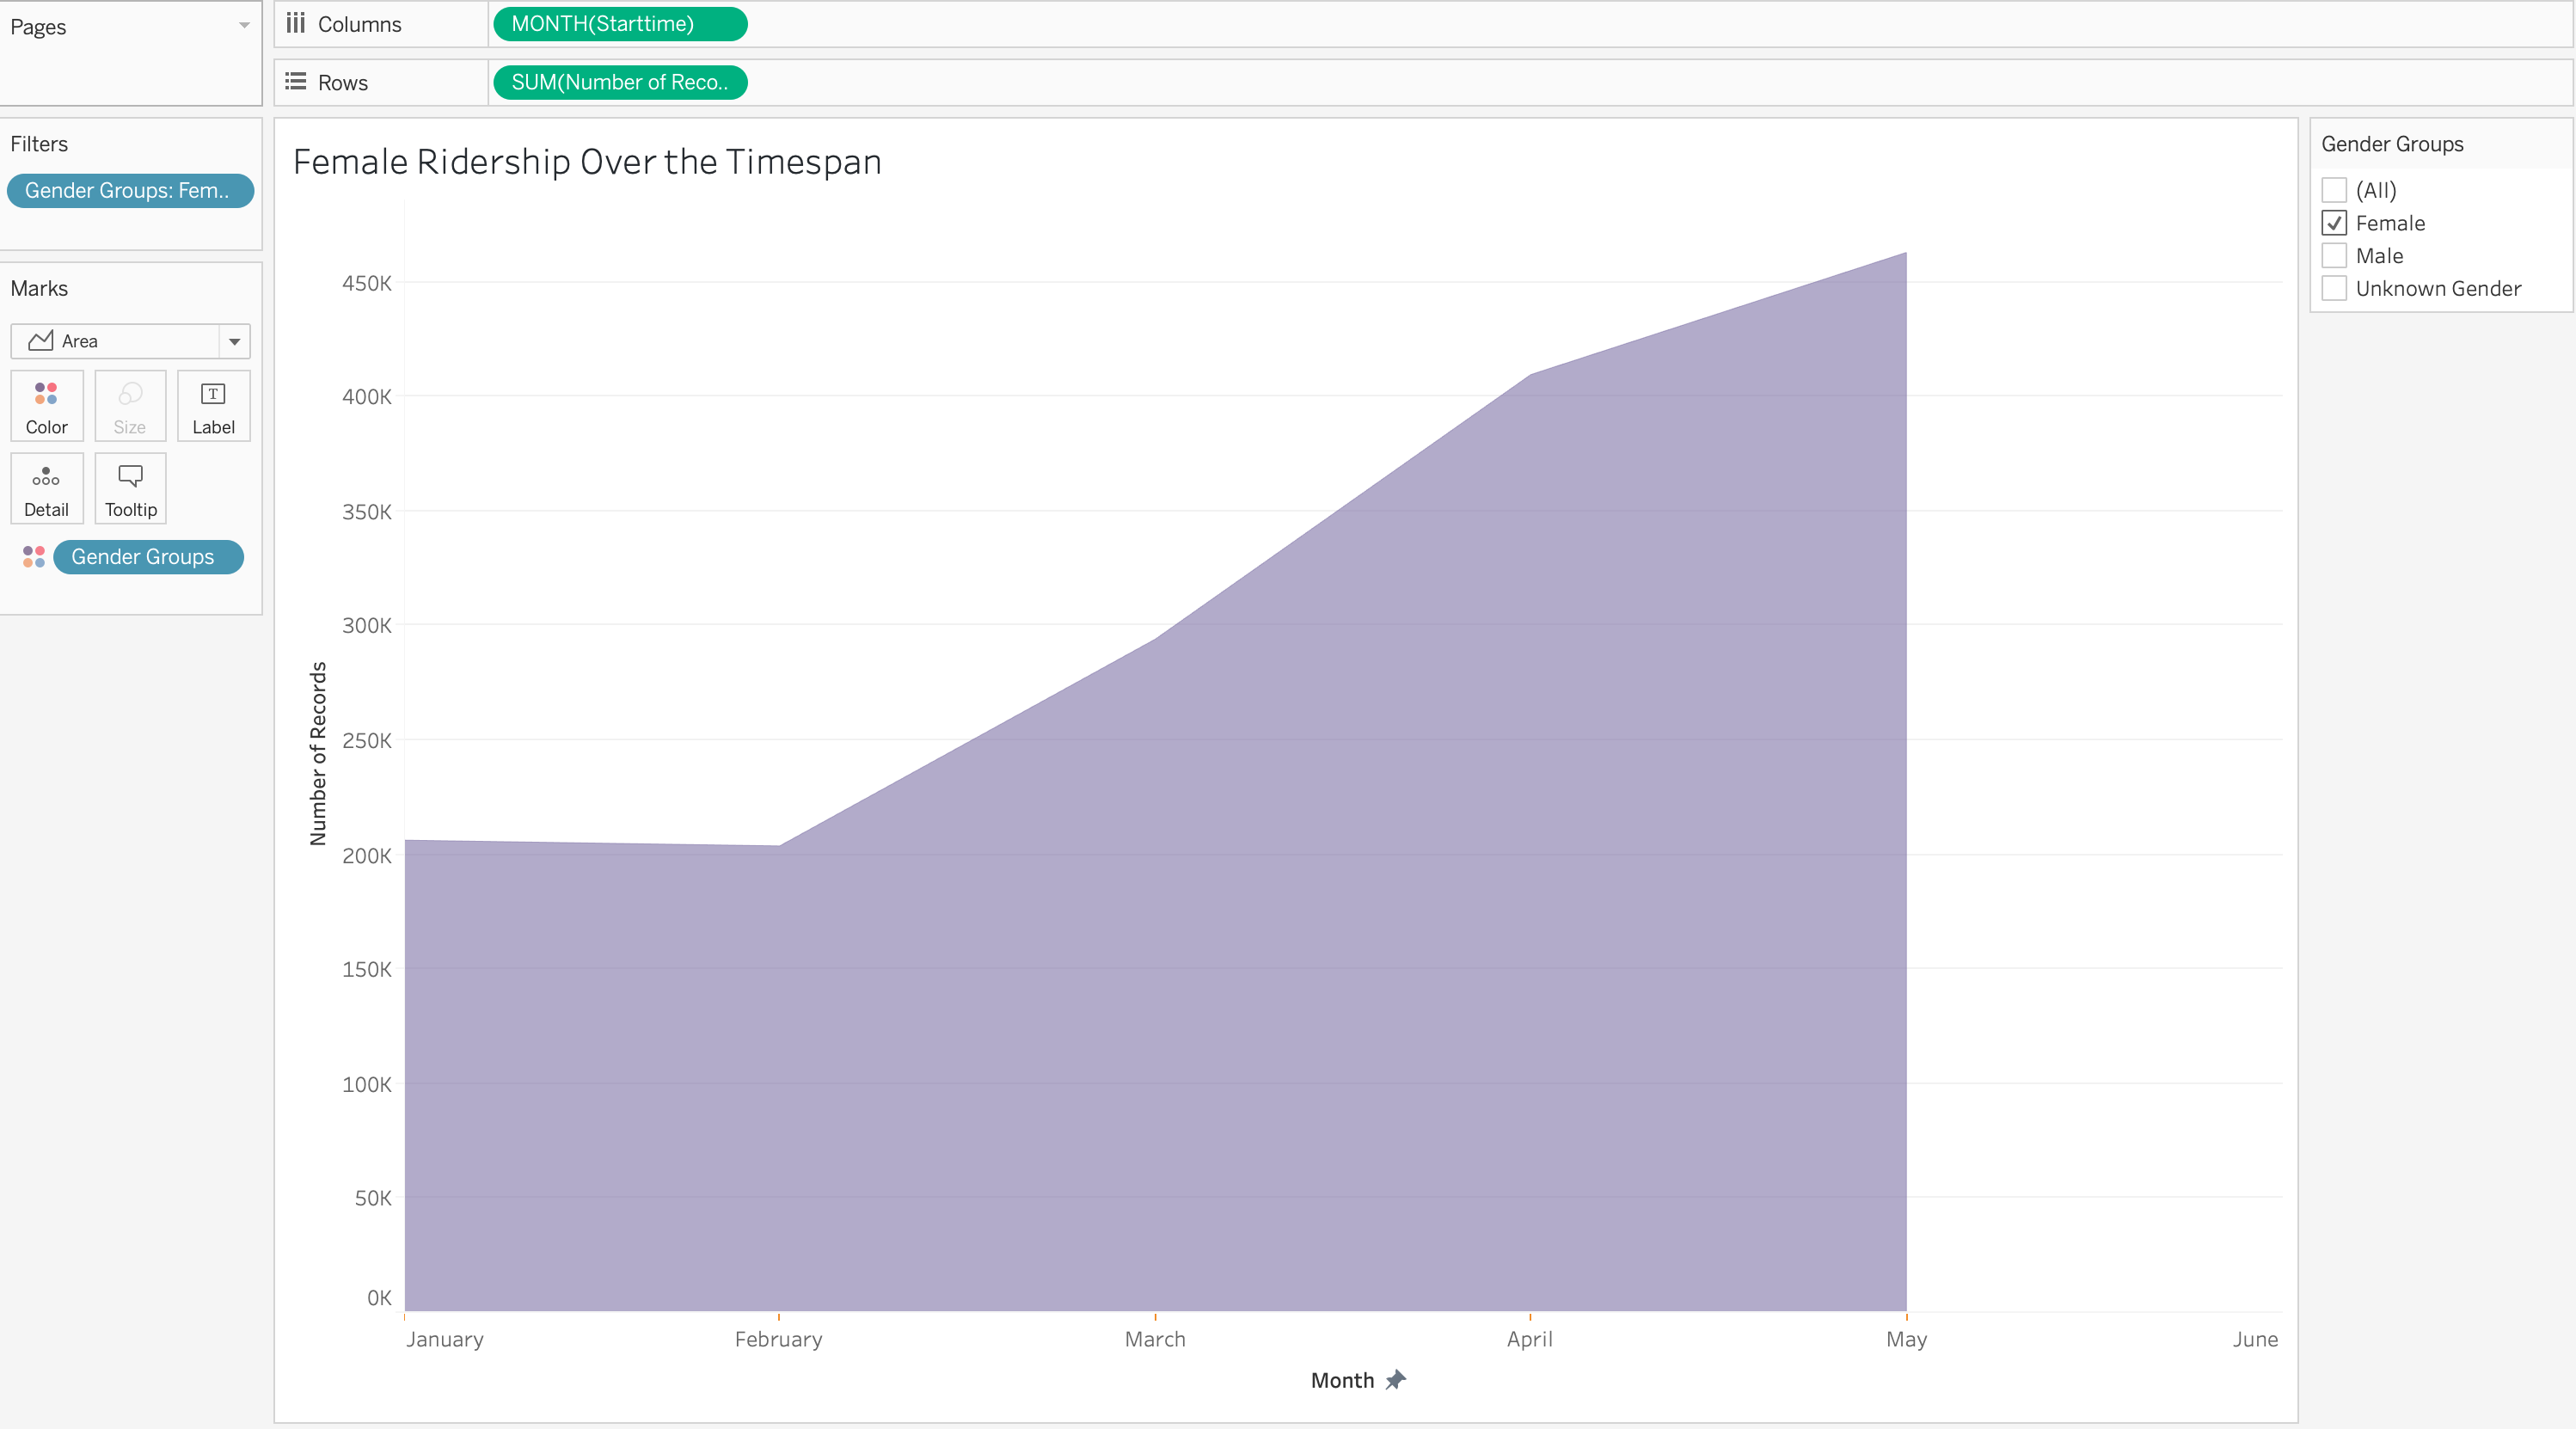 Pages
Columns
MONTH(Starttime)
Rows
SUM(Number of Reco..
Filters
Gender Groups: Fem..
Marks
Area
Color
Size
T
Label
Detail
Tooltip
Gender Groups
Female Ridership Over the Timespan
450K
400K
350K
300K
250K
200K
150K
100K
50K
0K
Number of Records
January
February
March
April
May
June
Month
Gender Groups
(All)
Female
Male
Unknown Gender